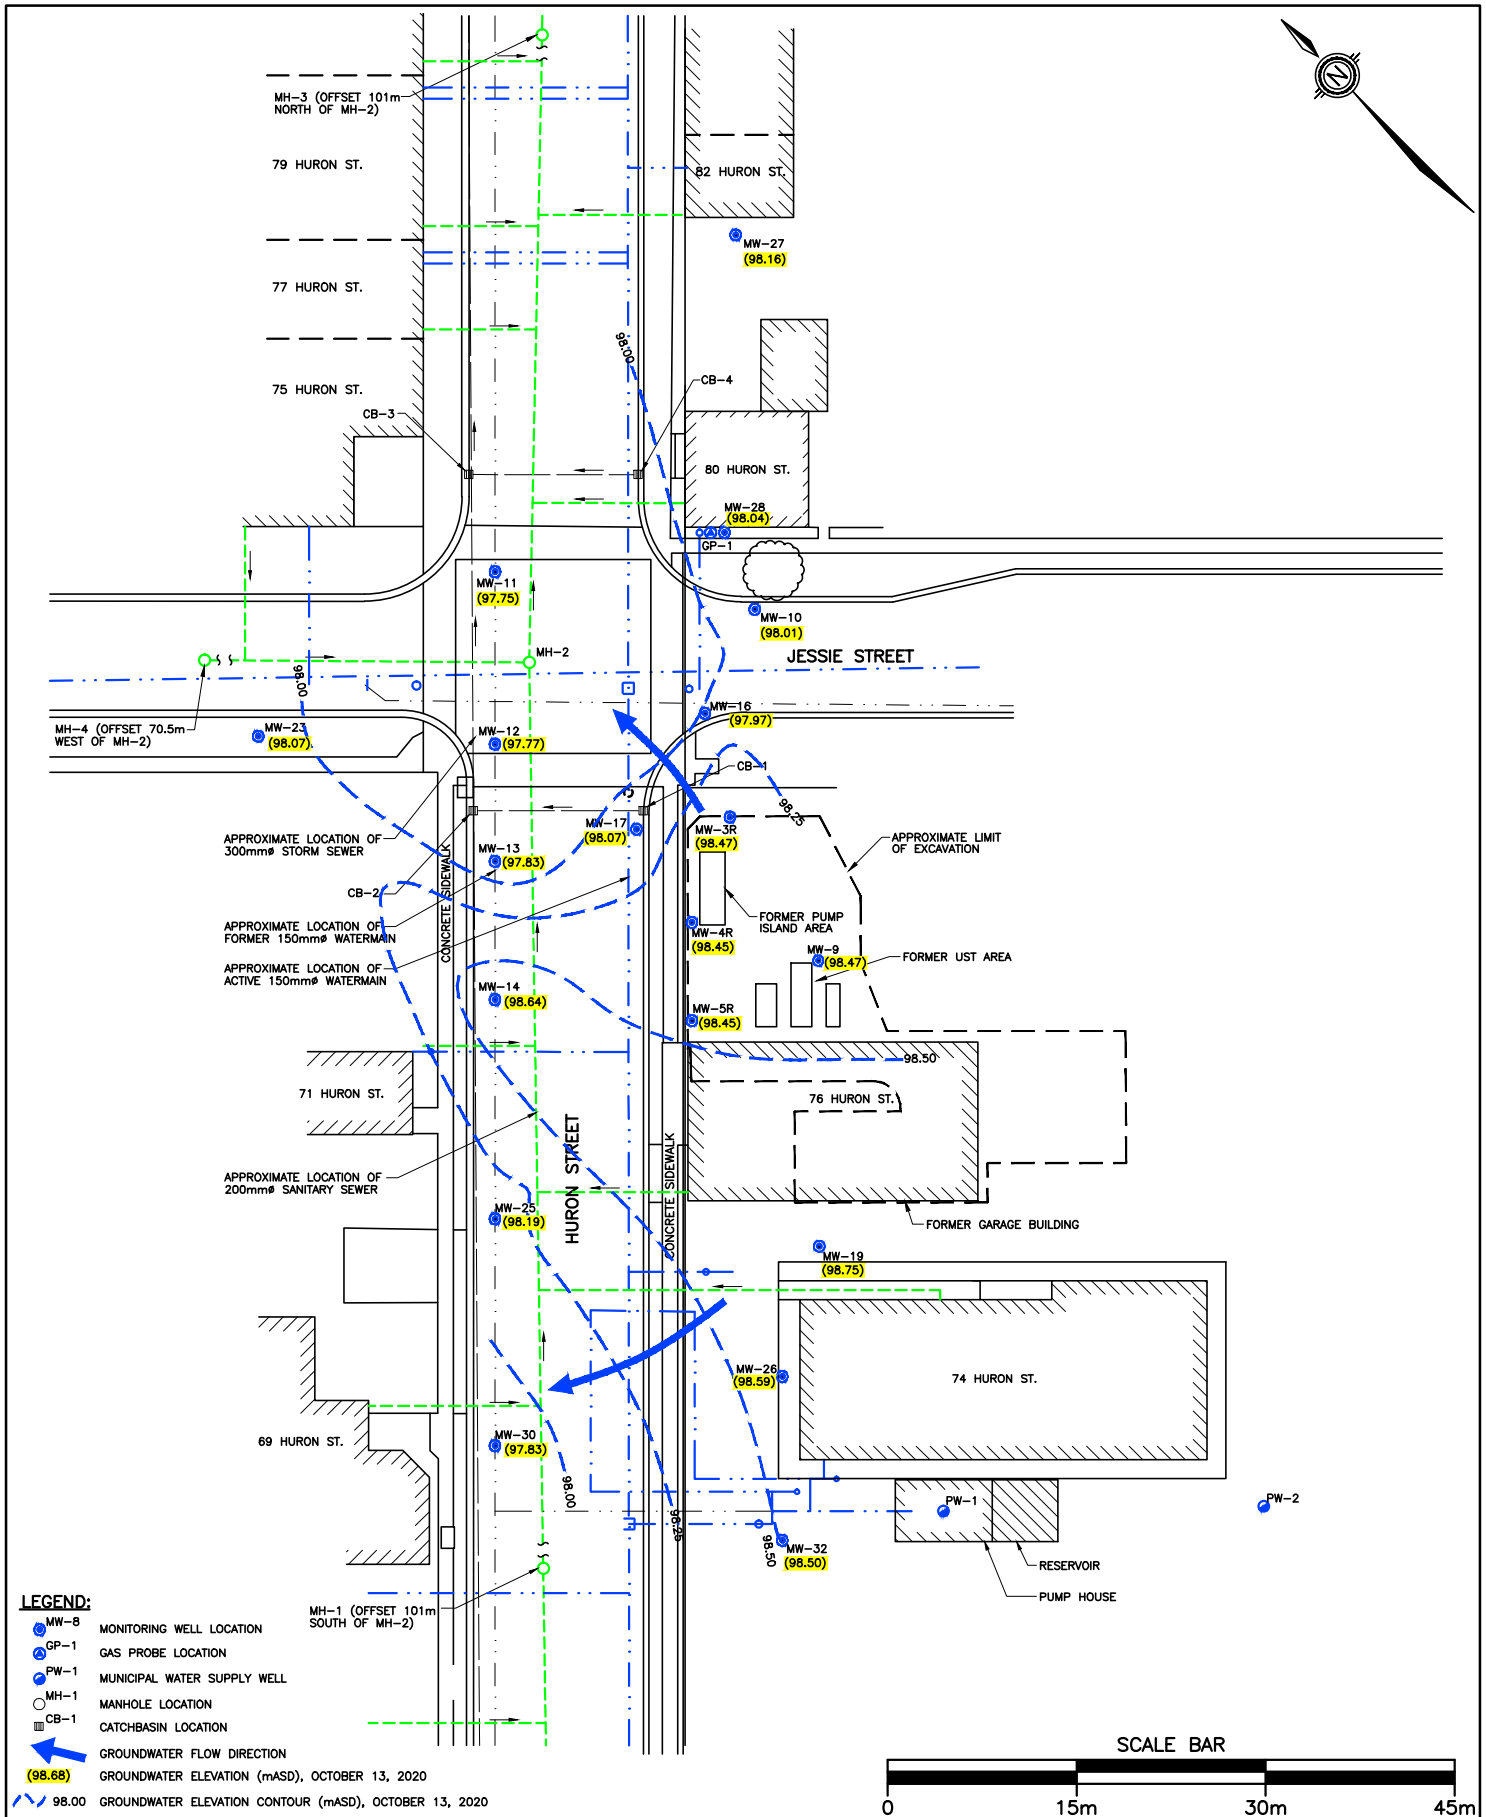 N
MH-3 (OFFSET 101m
NORTH OF MH-2)
79 HURON ST.
82 HURON ST.
MW-27
(98.16)
77 HURON ST.
98.00
75 HURON ST.
CB-4
CB-3
80 HURON ST.
MW-28
(98.04)
GP-1
MW-11
(97.75)
MW-10
(98.01)
MH-2
JESSIE STREET
98.00
MH-4 (OFFSET 70.5m
WEST OF MH-2)
MW-23
(98.07)
MW-12
(97.77)
MW-16
(97.97)
CB-1
98.25
MW-17
(98.07)
MW-3R
(98.47)
APPROXIMATE LIMIT
OF EXCAVATION
APPROXIMATE LOCATION OF
300mmø STORM SEWER
MW-13
(97.83)
CONCRETE SIDEWALK
CB-2
FORMER PUMP
ISLAND AREA
APPROXIMATE LOCATION OF
FORMER 150mmø WATERMAIN
MW-4R
(98.45)
MW-9
(98.47)
FORMER UST AREA
APPROXIMATE LOCATION OF
ACTIVE 150mmø WATERMAIN
MW-14
(98.64)
MW-5R
(98.45)
98.50
71 HURON ST.
76 HURON ST.
HURON STREET
CONCRETE SIDEWALK
APPROXIMATE LOCATION OF
200mmø SANITARY SEWER
MW-25
(98.19)
FORMER GARAGE BUILDING
MW-19
(98.75)
MW-26
(98.59)
74 HURON ST.
69 HURON ST.
MW-30
(97.83)
98.00
98.25
98.50
PW-1
PW-2
MW-32
(98.50)
RESERVOIR
PUMP HOUSE
MH-1 (OFFSET 101m
SOUTH OF MH-2)
LEGEND:
MW-8 MONITORING WELL LOCATION
GP-1 GAS PROBE LOCATION
PW-1 MUNICIPAL WATER SUPPLY WELL
MH-1 MANHOLE LOCATION
CB-1 CATCHBASIN LOCATION
GROUNDWATER FLOW DIRECTION
(98.68) GROUNDWATER ELEVATION (mASD), OCTOBER 13, 2020
98.00 GROUNDWATER ELEVATION CONTOUR (mASD), OCTOBER 13, 2020
SCALE BAR
0 15m 30m 45m